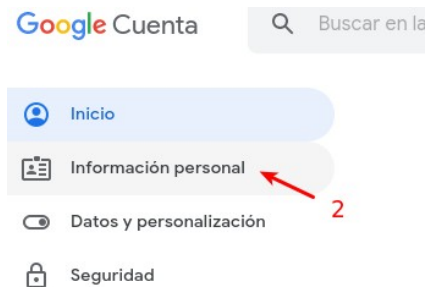 Google Cuenta
Buscar en la
Inicio
Información personal
2
Datos y personalización
Seguridad